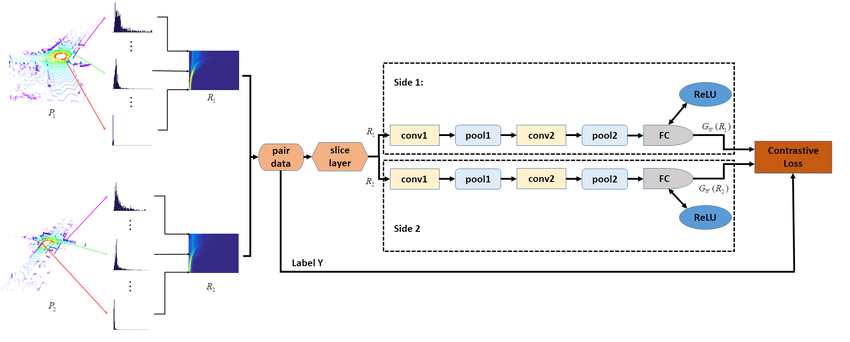 P1
R1
P2
R2
pair
data
slice
layer
R1
R2
Side 1:
conv1
pool1
conv2
pool2
FC
ReLU
GW(R1)
Side 2
conv1
pool1
conv2
pool2
FC
ReLU
GW(R2)
Contrastive
Loss
Label Y